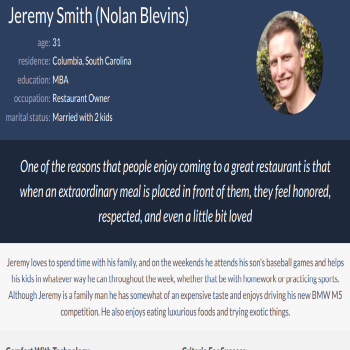 Jeremy Smith (Nolan Blevins)
age: 31
residence: Columbia, South Carolina
education: MBA
occupation: Restaurant Owner
marital status: Married with 2 kids
One of the reasons that people enjoy coming to a great restaurant is that
when an extraordinary meal is placed in front of them, they feel honored,
respected, and even a little bit loved
Jeremy loves to spend time with his family, and on the weekends he attends his son's baseball games and helps
his kids in whatever way he can throughout the week, whether that be with homework or practicing sports.
Although Jeremy is a family man he has somewhat of an expensive taste and enjoys driving his new BMW M5
competition. He also enjoys eating luxurious foods and trying exotic things.